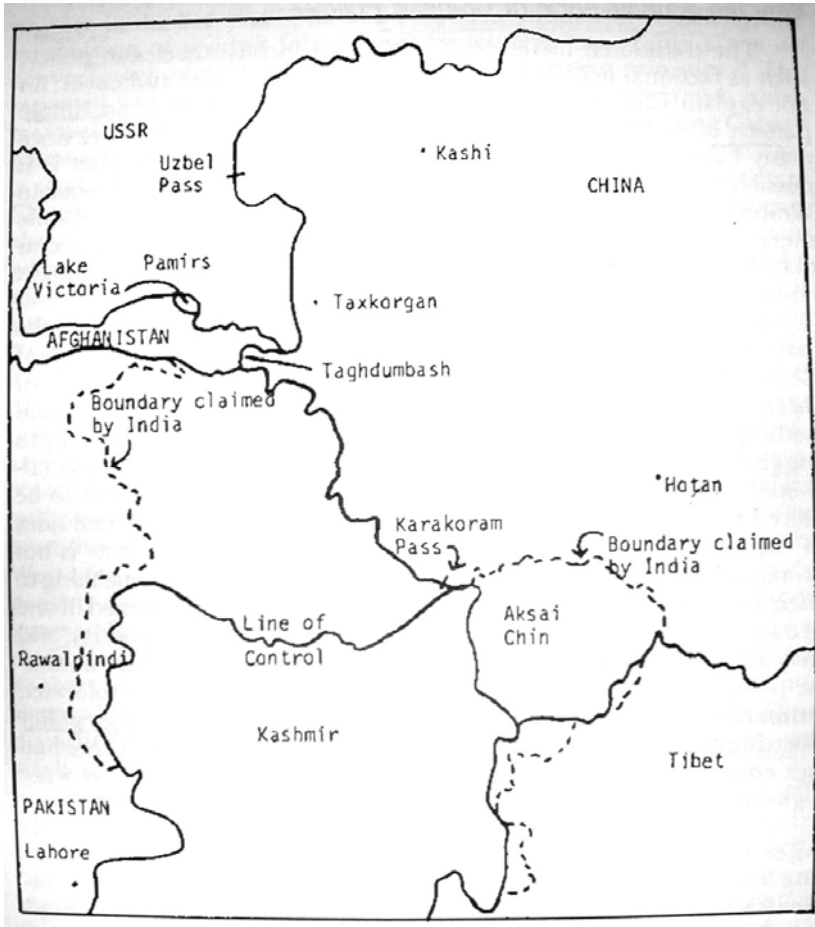 USSR
Uzbel
Pass
Kashi
CHINA
Pamirs
Lake
Victoria
Taxkorgan
AFGHANISTAN
Taghdumbash
Boundary claimed
by India
Hotan
Karakoram
Pass
Boundary claimed
by India
Aksai
Chin
Line of
Control
Rawalpindi
Kashmir
Tibet
PAKISTAN
Lahore